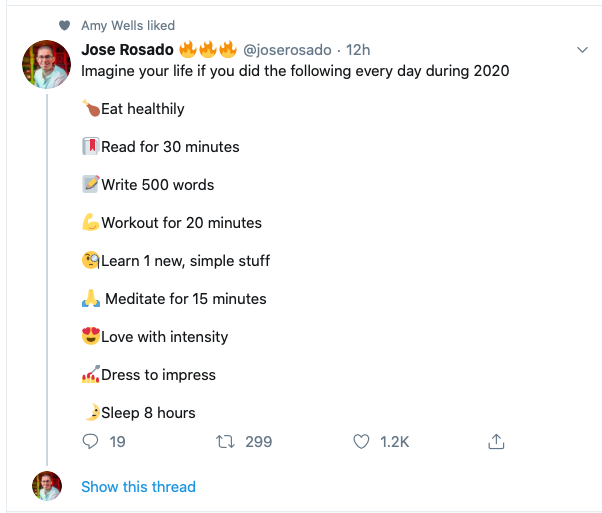 Amy Wells liked
Jose Rosado 🔥🔥🔥 @joserosado · 12h
Imagine your life if you did the following every day during 2020
🍗Eat healthily
📓Read for 30 minutes
📝Write 500 words
💪Workout for 20 minutes
🧐Learn 1 new, simple stuff
🙏 Meditate for 15 minutes
😍Love with intensity
💅Dress to impress
🌛Sleep 8 hours
19 299 1.2K
Show this thread